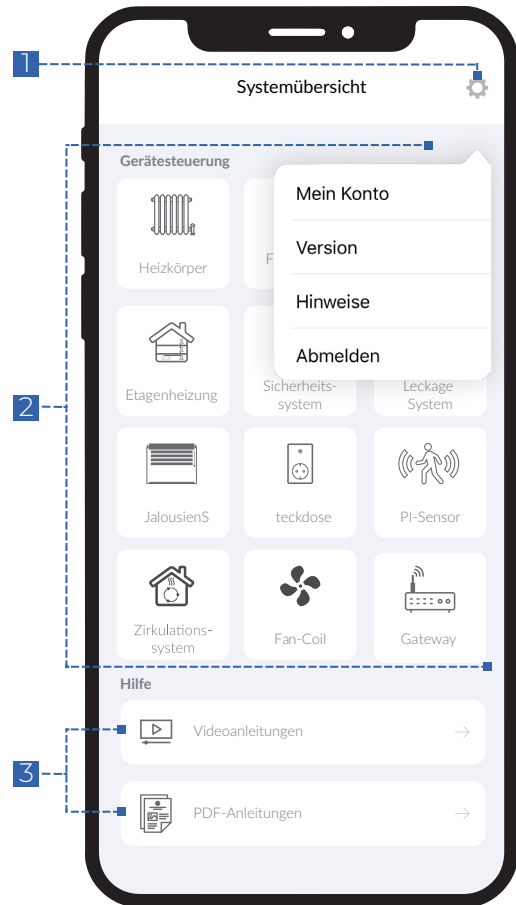 1
Systemübersicht
Gerätesteuerung
Mein Konto
Version
Hinweise
Abmelden
Heizkörper
F
Etagenheizung
Sicherheits-
system
Leckage
System
2
JalousienS
teckdose
PI-Sensor
Zirkulations-
system
Fan-Coil
Gateway
Hilfe
3
Videoanleitungen
PDF-Anleitungen